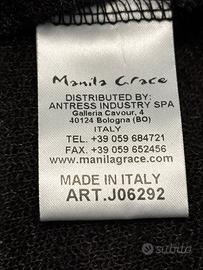 Manila Grace
DISTRIBUTED BY:
ANTRESS INDUSTRY SPA
Galleria Cavour, 4
40124 Bologna (BO)
ITALY
TEL. +39 059 684721
FAX. +39 059 652456
www.manilagrace.com
MADE IN ITALY
ART.J06292
subito